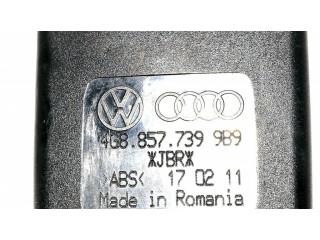 4G8.857.739 9B9
*JBR*
>ABS< 17 02 11
Made in Romania